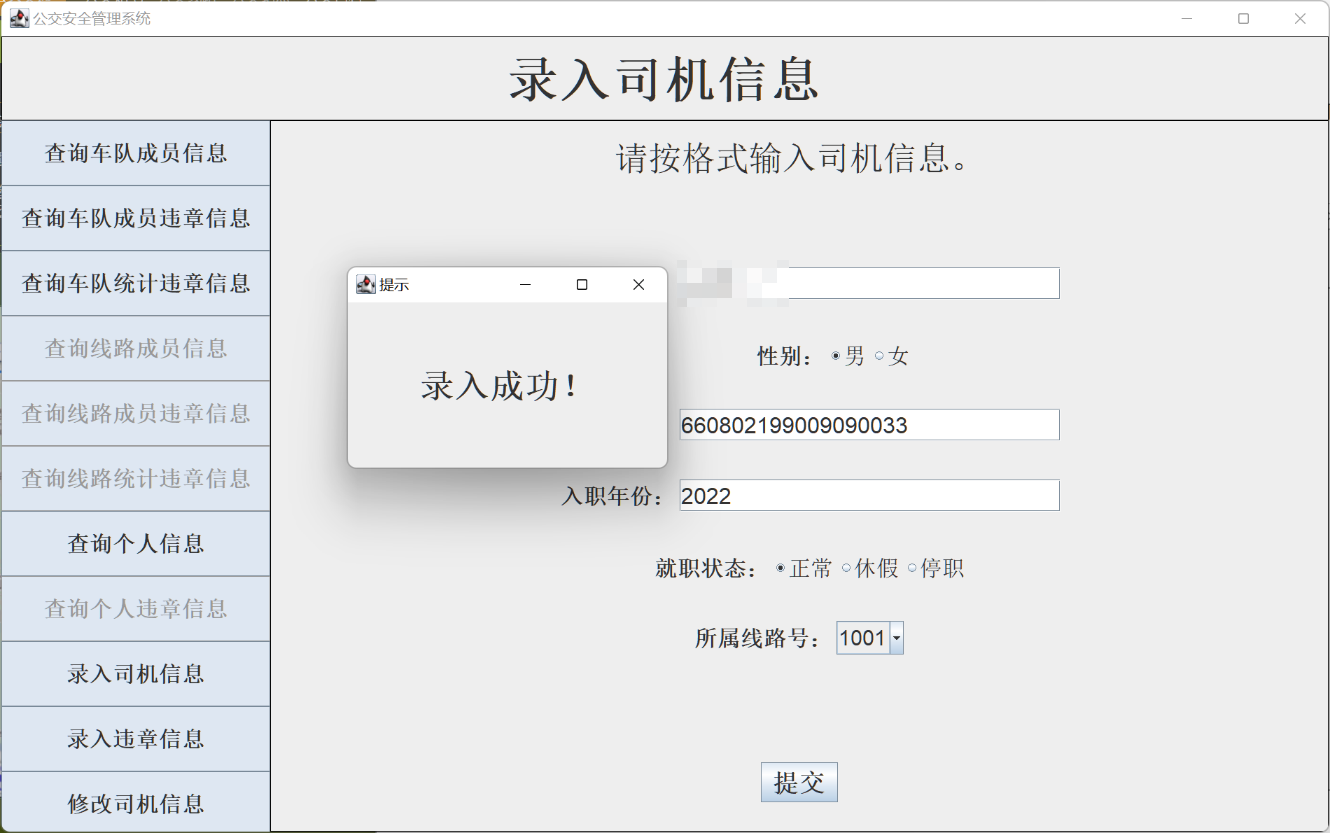 公交安全管理系统
录入司机信息
查询车队成员信息
查询车队成员违章信息
查询车队统计违章信息
查询线路成员信息
查询线路成员违章信息
查询线路统计违章信息
查询个人信息
查询个人违章信息
录入司机信息
录入违章信息
修改司机信息
请按格式输入司机信息。
提示
录入成功！
性别： 男 女
660802199009090033
入职年份： 2022
就职状态： 正常 休假 停职
所属线路号： 1001
提交